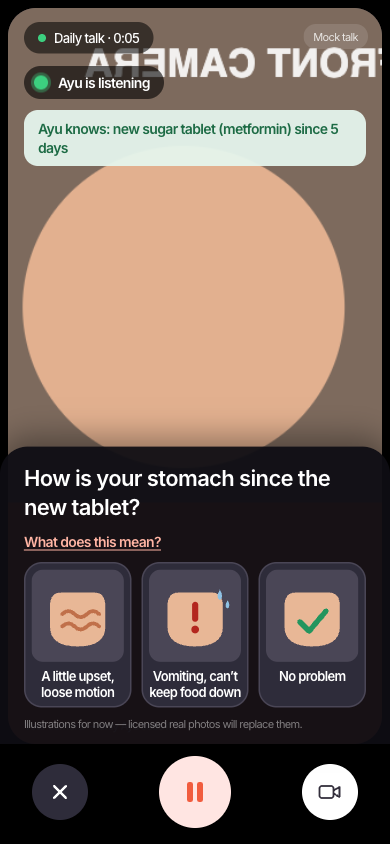 Daily talk · 0:05
Mock talk
FRONT CAMERA
Ayu is listening
Ayu knows: new sugar tablet (metformin) since 5
days
How is your stomach since the
new tablet?
What does this mean?
A little upset,
loose motion
Vomiting, can't
keep food down
No problem
Illustrations for now — licensed real photos will replace them.